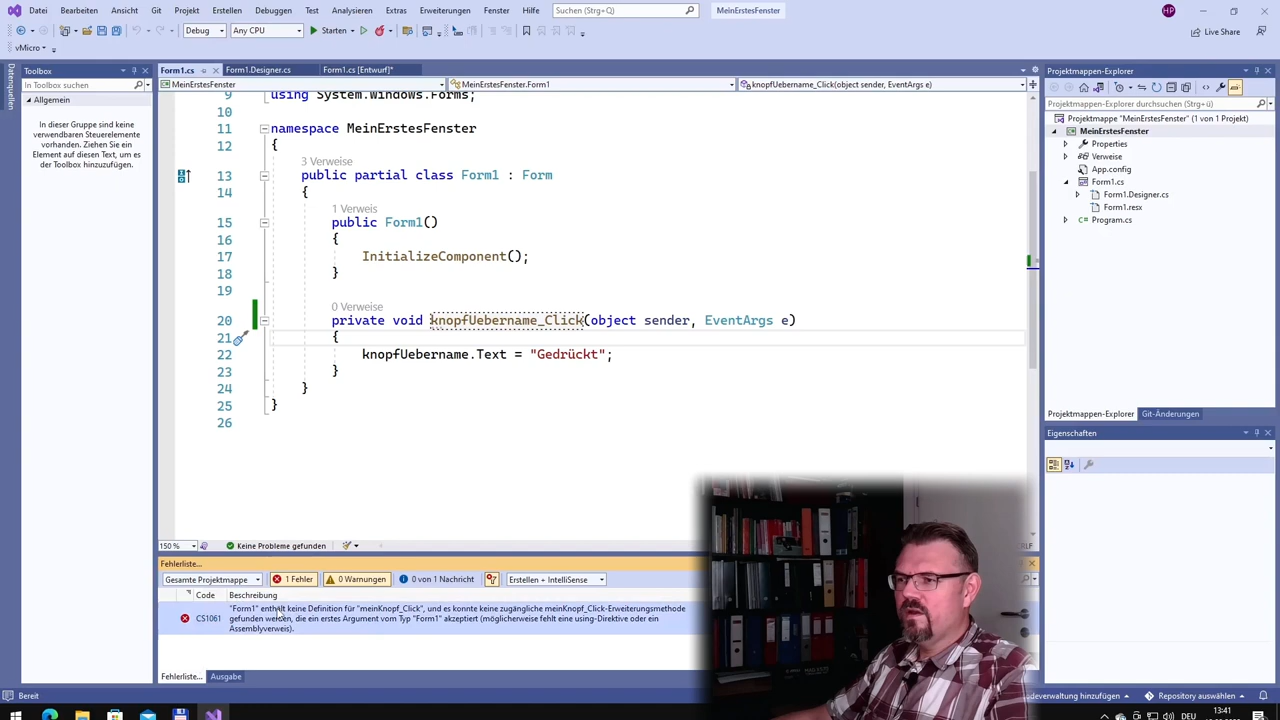 Datei Bearbeiten Ansicht Git Projekt Erstellen Debuggen Test Analysieren Extras Erweiterungen Fenster Hilfe Suchen (Strg+Q) MeinErstesFenster HP
Debug Any CPU Starten Live Share
vMicro
Datenquellen
Toolbox
Toolbox durchsuchen
Allgemein
In dieser Gruppe sind keine
verwendbaren Steuerelemente
vorhanden. Ziehen Sie ein
Element auf diesen Text, um es
der Toolbox hinzuzufügen.
Form1.cs Form1.Designer.cs Form1.cs [Entwurf]*
MeinErstesFenster MeinErstesFenster.Form1 knopfUebername_Click(object sender, EventArgs e)
9 using System.Windows.Forms;
10
11 namespace MeinErstesFenster
12 {
3 Verweise
13 public partial class Form1 : Form
14 {
1 Verweis
15 public Form1()
16 {
17 InitializeComponent();
18 }
19
0 Verweise
20 private void knopfUebername_Click(object sender, EventArgs e)
21 {
22 knopfUebername.Text = "Gedrückt";
23 }
24 }
25 }
26
150 % Keine Probleme gefunden CRLF
Fehlerliste...
Gesamte Projektmappe 1 Fehler 0 Warnungen 0 von 1 Nachricht Erstellen + IntelliSense
Code Beschreibung
CS1061 "Form1" enthält keine Definition für "meinKnopf_Click", und es konnte keine zugängliche meinKnopf_Click-Erweiterungsmethode
gefunden werden, die ein erstes Argument vom Typ "Form1" akzeptiert (möglicherweise fehlt eine using-Direktive oder ein
Assemblyverweis).
Fehlerliste... Ausgabe
Projektmappen-Explorer
Projektmappen-Explorer durchsuchen (Strg+ü)
Projektmappe "MeinErstesFenster" (1 von 1 Projekt)
MeinErstesFenster
Properties
Verweise
App.config
Form1.cs
Form1.Designer.cs
Form1.resx
Program.cs
Projektmappen-Explorer Git-Änderungen
Eigenschaften
Bereit hinzufügen Repository auswählen
DEU 13:41